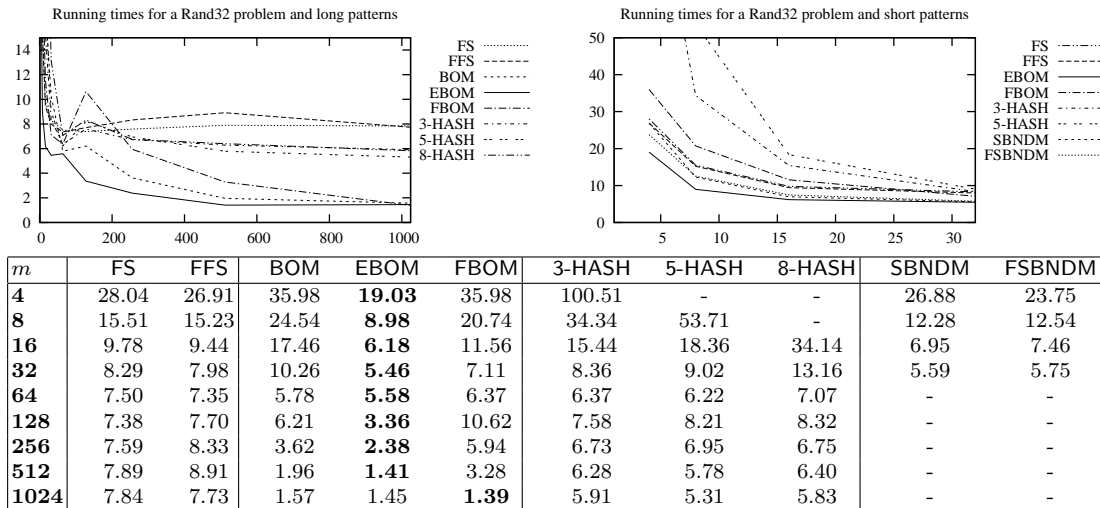 Running times for a Rand32 problem and long patterns
14
12
10
8
6
4
2
0
0 200 400 600 800 1000
FS
FFS
BOM
EBOM
FBOM
3-HASH
5-HASH
8-HASH
Running times for a Rand32 problem and short patterns
50
40
30
20
10
0
5 10 15 20 25 30
FS
FFS
EBOM
FBOM
3-HASH
5-HASH
SBNDM
FSBNDM
m FS FFS BOM EBOM FBOM 3-HASH 5-HASH 8-HASH SBNDM FSBNDM
4 28.04 26.91 35.98 19.03 35.98 100.51 - - 26.88 23.75
8 15.51 15.23 24.54 8.98 20.74 34.34 53.71 - 12.28 12.54
16 9.78 9.44 17.46 6.18 11.56 15.44 18.36 34.14 6.95 7.46
32 8.29 7.98 10.26 5.46 7.11 8.36 9.02 13.16 5.59 5.75
64 7.50 7.35 5.78 5.58 6.37 6.37 6.22 7.07 - -
128 7.38 7.70 6.21 3.36 10.62 7.58 8.21 8.32 - -
256 7.59 8.33 3.62 2.38 5.94 6.73 6.95 6.75 - -
512 7.89 8.91 1.96 1.41 3.28 6.28 5.78 6.40 - -
1024 7.84 7.73 1.57 1.45 1.39 5.91 5.31 5.83 - -